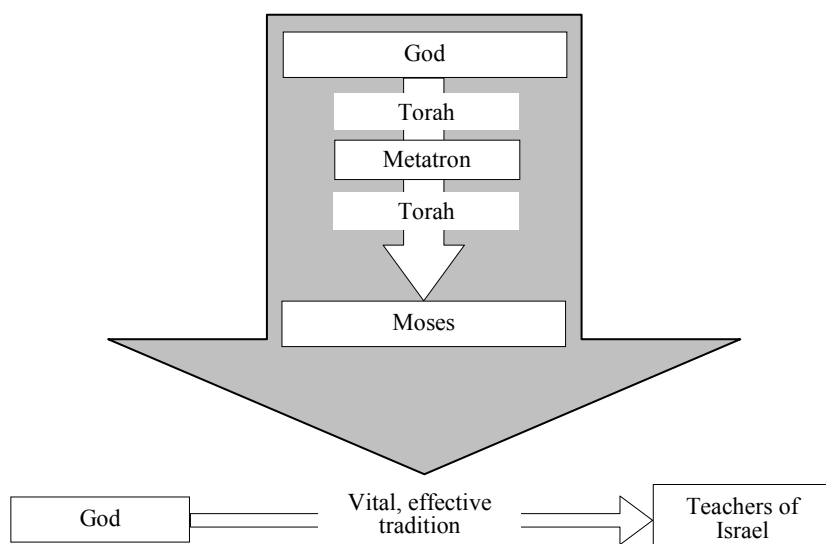 God
Torah
Metatron
Torah
Moses
God
Vital, effective
tradition
Teachers of
Israel